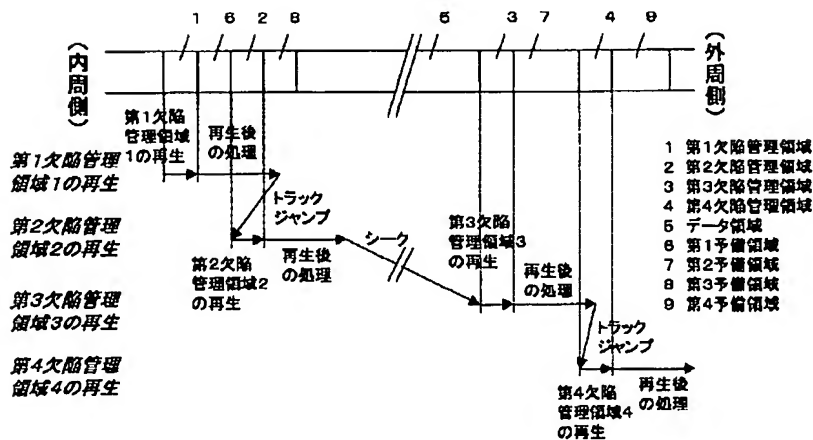 1 6 2 8 5 3 7 4 9
(内周側)
(外周側)
第1欠陥
管理領域
1の再生
再生後
の処理
第1欠陥管理
領域1の再生
トラック
ジャンプ
第2欠陥管理
領域2の再生
第2欠陥
管理領域2
の再生
再生後
の処理
シーク
第3欠陥
管理領域3
の再生
再生後
の処理
第3欠陥管理
領域3の再生
トラック
ジャンプ
第4欠陥管理
領域4の再生
第4欠陥
管理領域4
の再生
再生後
の処理
1 第1欠陥管理領域
2 第2欠陥管理領域
3 第3欠陥管理領域
4 第4欠陥管理領域
5 データ領域
6 第1予備領域
7 第2予備領域
8 第3予備領域
9 第4予備領域